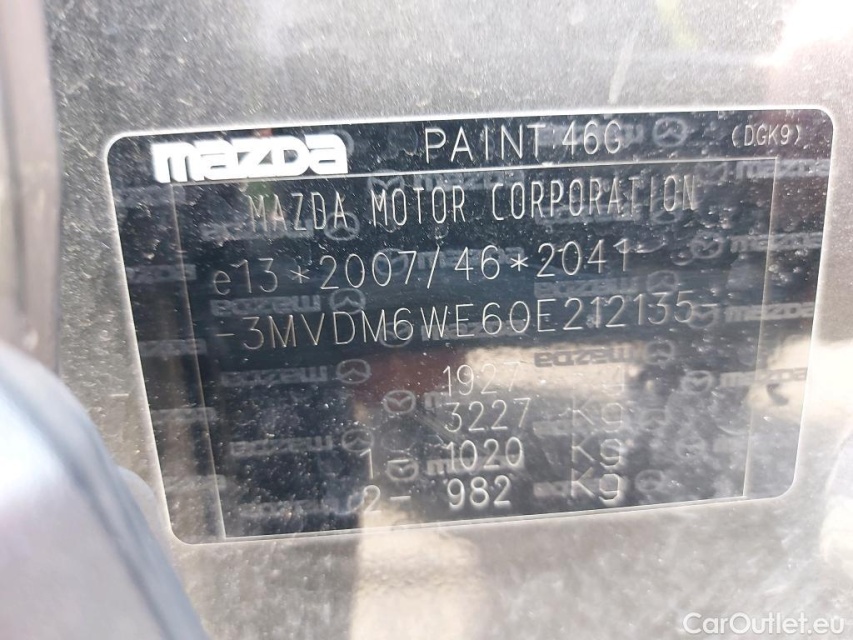 mazda PAINT 46G (DGK9)
MAZDA MOTOR CORPORATION
e13*2007/46*2041-
-3MVDM6WE60E212135-
1927 Kg
3227 Kg
1- 1020 Kg
2- 982 Kg
CarOutlet.eu